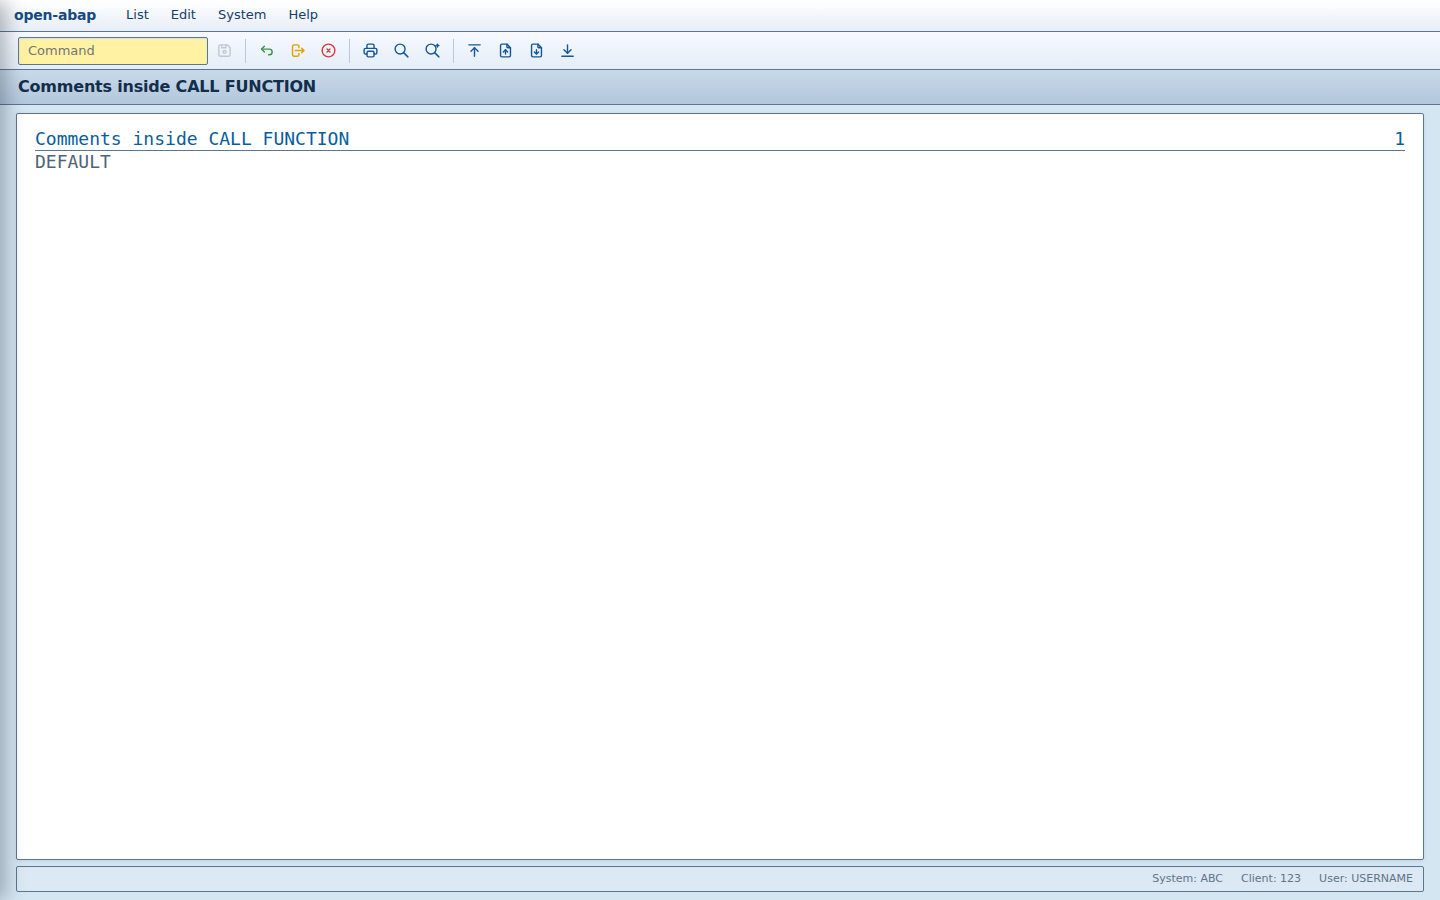 open-abap List Edit System Help
Command
Comments inside CALL FUNCTION
Comments inside CALL FUNCTION 1
DEFAULT
System: ABC Client: 123 User: USERNAME